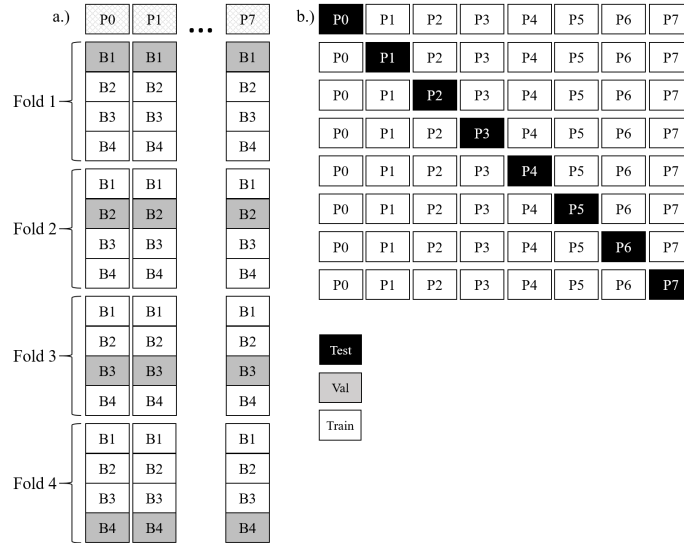 a.) P0 P1 ... P7
Fold 1
B1 B1 B1
B2 B2 B2
B3 B3 B3
B4 B4 B4
Fold 2
B1 B1 B1
B2 B2 B2
B3 B3 B3
B4 B4 B4
Fold 3
B1 B1 B1
B2 B2 B2
B3 B3 B3
B4 B4 B4
Fold 4
B1 B1 B1
B2 B2 B2
B3 B3 B3
B4 B4 B4
b.) P0 P1 P2 P3 P4 P5 P6 P7
P0 P1 P2 P3 P4 P5 P6 P7
P0 P1 P2 P3 P4 P5 P6 P7
P0 P1 P2 P3 P4 P5 P6 P7
P0 P1 P2 P3 P4 P5 P6 P7
P0 P1 P2 P3 P4 P5 P6 P7
P0 P1 P2 P3 P4 P5 P6 P7
P0 P1 P2 P3 P4 P5 P6 P7
Test
Val
Train